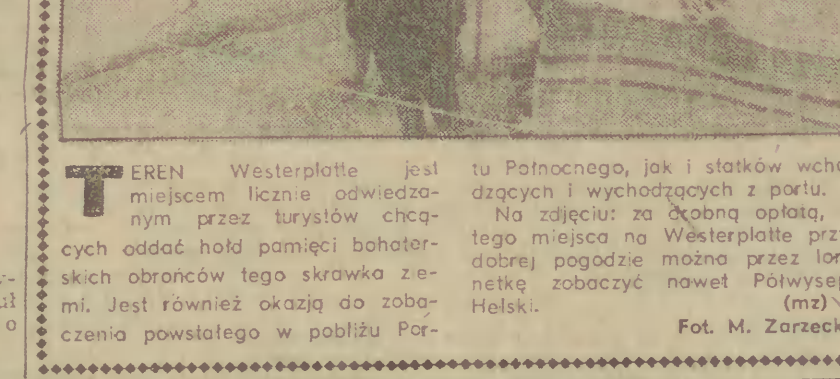 TEREN Westerplatte jest
miejscem licznie odwiedza-
nym przez turystów chcą-
cych oddać hołd pamięci bohater-
skich obrońców tego skrawka zie-
mi. Jest również okazją do zoba-
czenia powstałego w pobliżu Por-
tu Północnego, jak i statków wcho
dzących i wychodzących z portu.
Na zdjęciu: za drobną opłatą,
tego miejsca na Westerplatte prz
dobrej pogodzie można przez lor
netkę zobaczyć nawet Półwysep
Helski. (mz)
Fot. M. Zarzeck